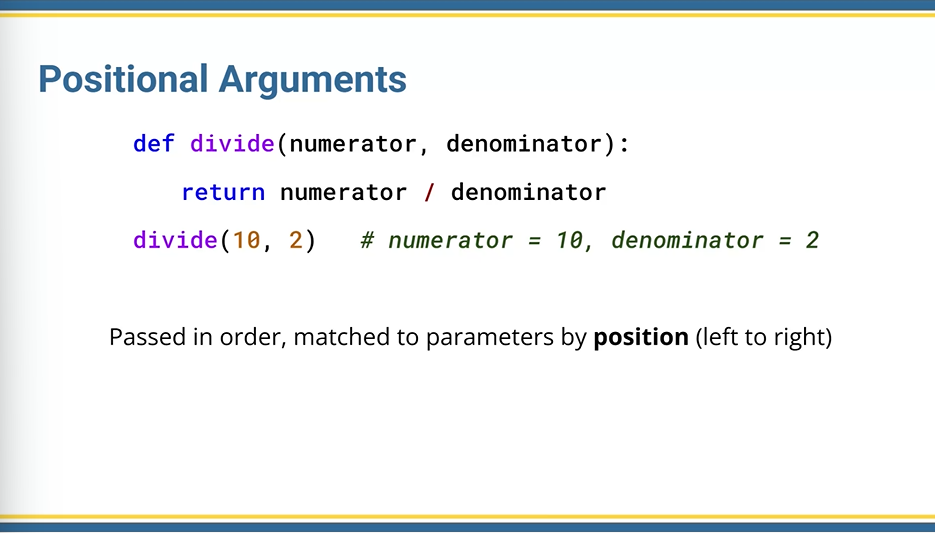 Positional Arguments
def divide(numerator, denominator):
return numerator / denominator
divide(10, 2)   # numerator = 10, denominator = 2
Passed in order, matched to parameters by position (left to right)